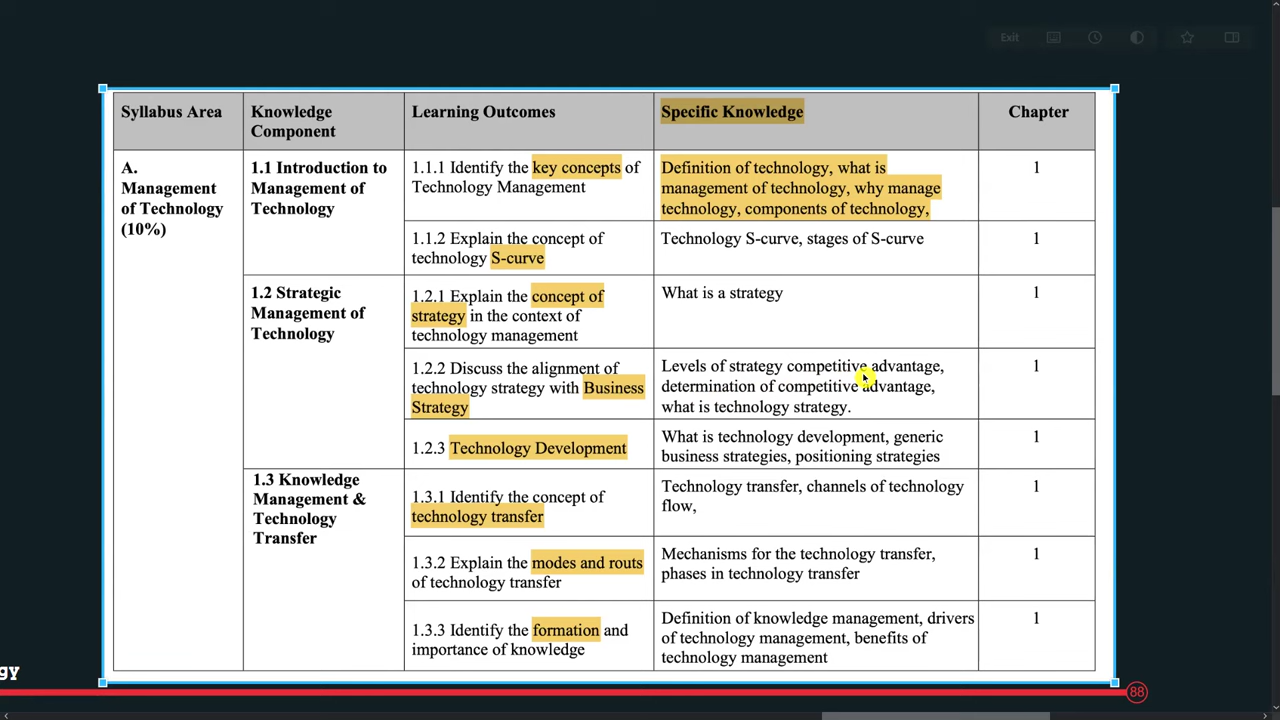 Exit
Syllabus Area
Knowledge
Component
Learning Outcomes
Specific Knowledge
Chapter
A.
Management
of Technology
(10%)
1.1 Introduction to
Management of
Technology
1.1.1 Identify the key concepts of
Technology Management
Definition of technology, what is
management of technology, why manage
technology, components of technology,
1
1.1.2 Explain the concept of
technology S-curve
Technology S-curve, stages of S-curve
1
1.2 Strategic
Management of
Technology
1.2.1 Explain the concept of
strategy in the context of
technology management
What is a strategy
1
1.2.2 Discuss the alignment of
technology strategy with Business
Strategy
Levels of strategy competitive advantage,
determination of competitive advantage,
what is technology strategy.
1
1.2.3 Technology Development
What is technology development, generic
business strategies, positioning strategies
1
1.3 Knowledge
Management &
Technology
Transfer
1.3.1 Identify the concept of
technology transfer
Technology transfer, channels of technology
flow,
1
1.3.2 Explain the modes and routs
of technology transfer
Mechanisms for the technology transfer,
phases in technology transfer
1
1.3.3 Identify the formation and
importance of knowledge
Definition of knowledge management, drivers
of technology management, benefits of
technology management
1
gy
88